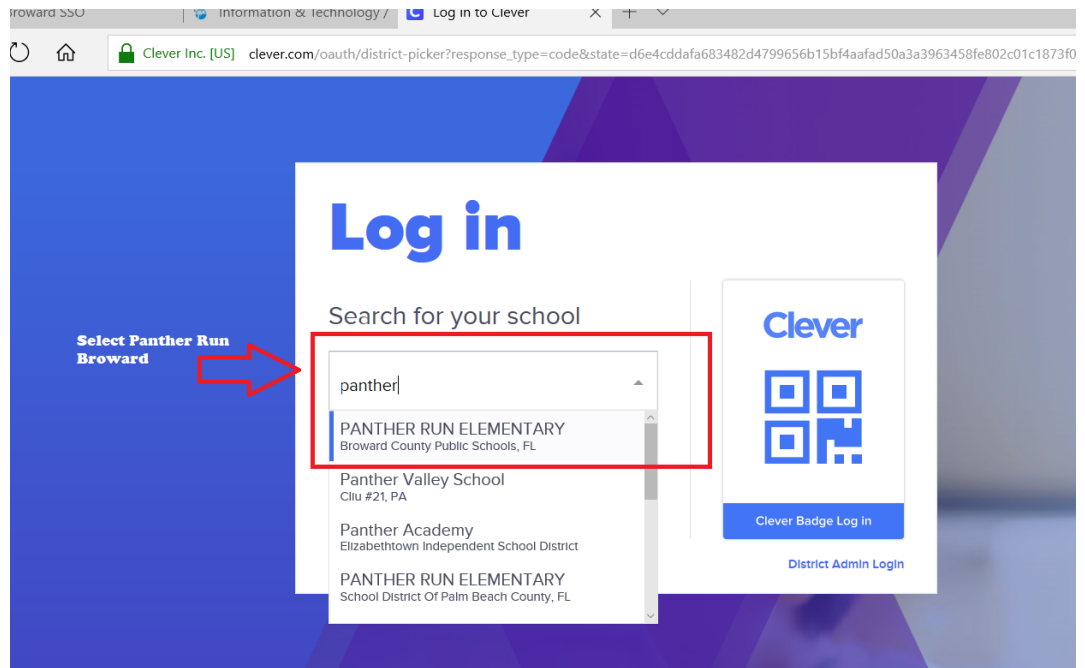 Broward SSO
Information & Technology /
Log in to Clever
Clever Inc. [US]
clever.com/oauth/district-picker?response_type=code&state=d6e4cddafa683482d4799656b15bf4aafad50a3a3963458fe802c01c1873f0
Log in
Search for your school
Select Panther Run
Broward
panther
PANTHER RUN ELEMENTARY
Broward County Public Schools, FL
Panther Valley School
CIiu #21, PA
Panther Academy
Elizabethtown Independent School District
PANTHER RUN ELEMENTARY
School District Of Palm Beach County, FL
Clever
Clever Badge Log in
District Admin Login